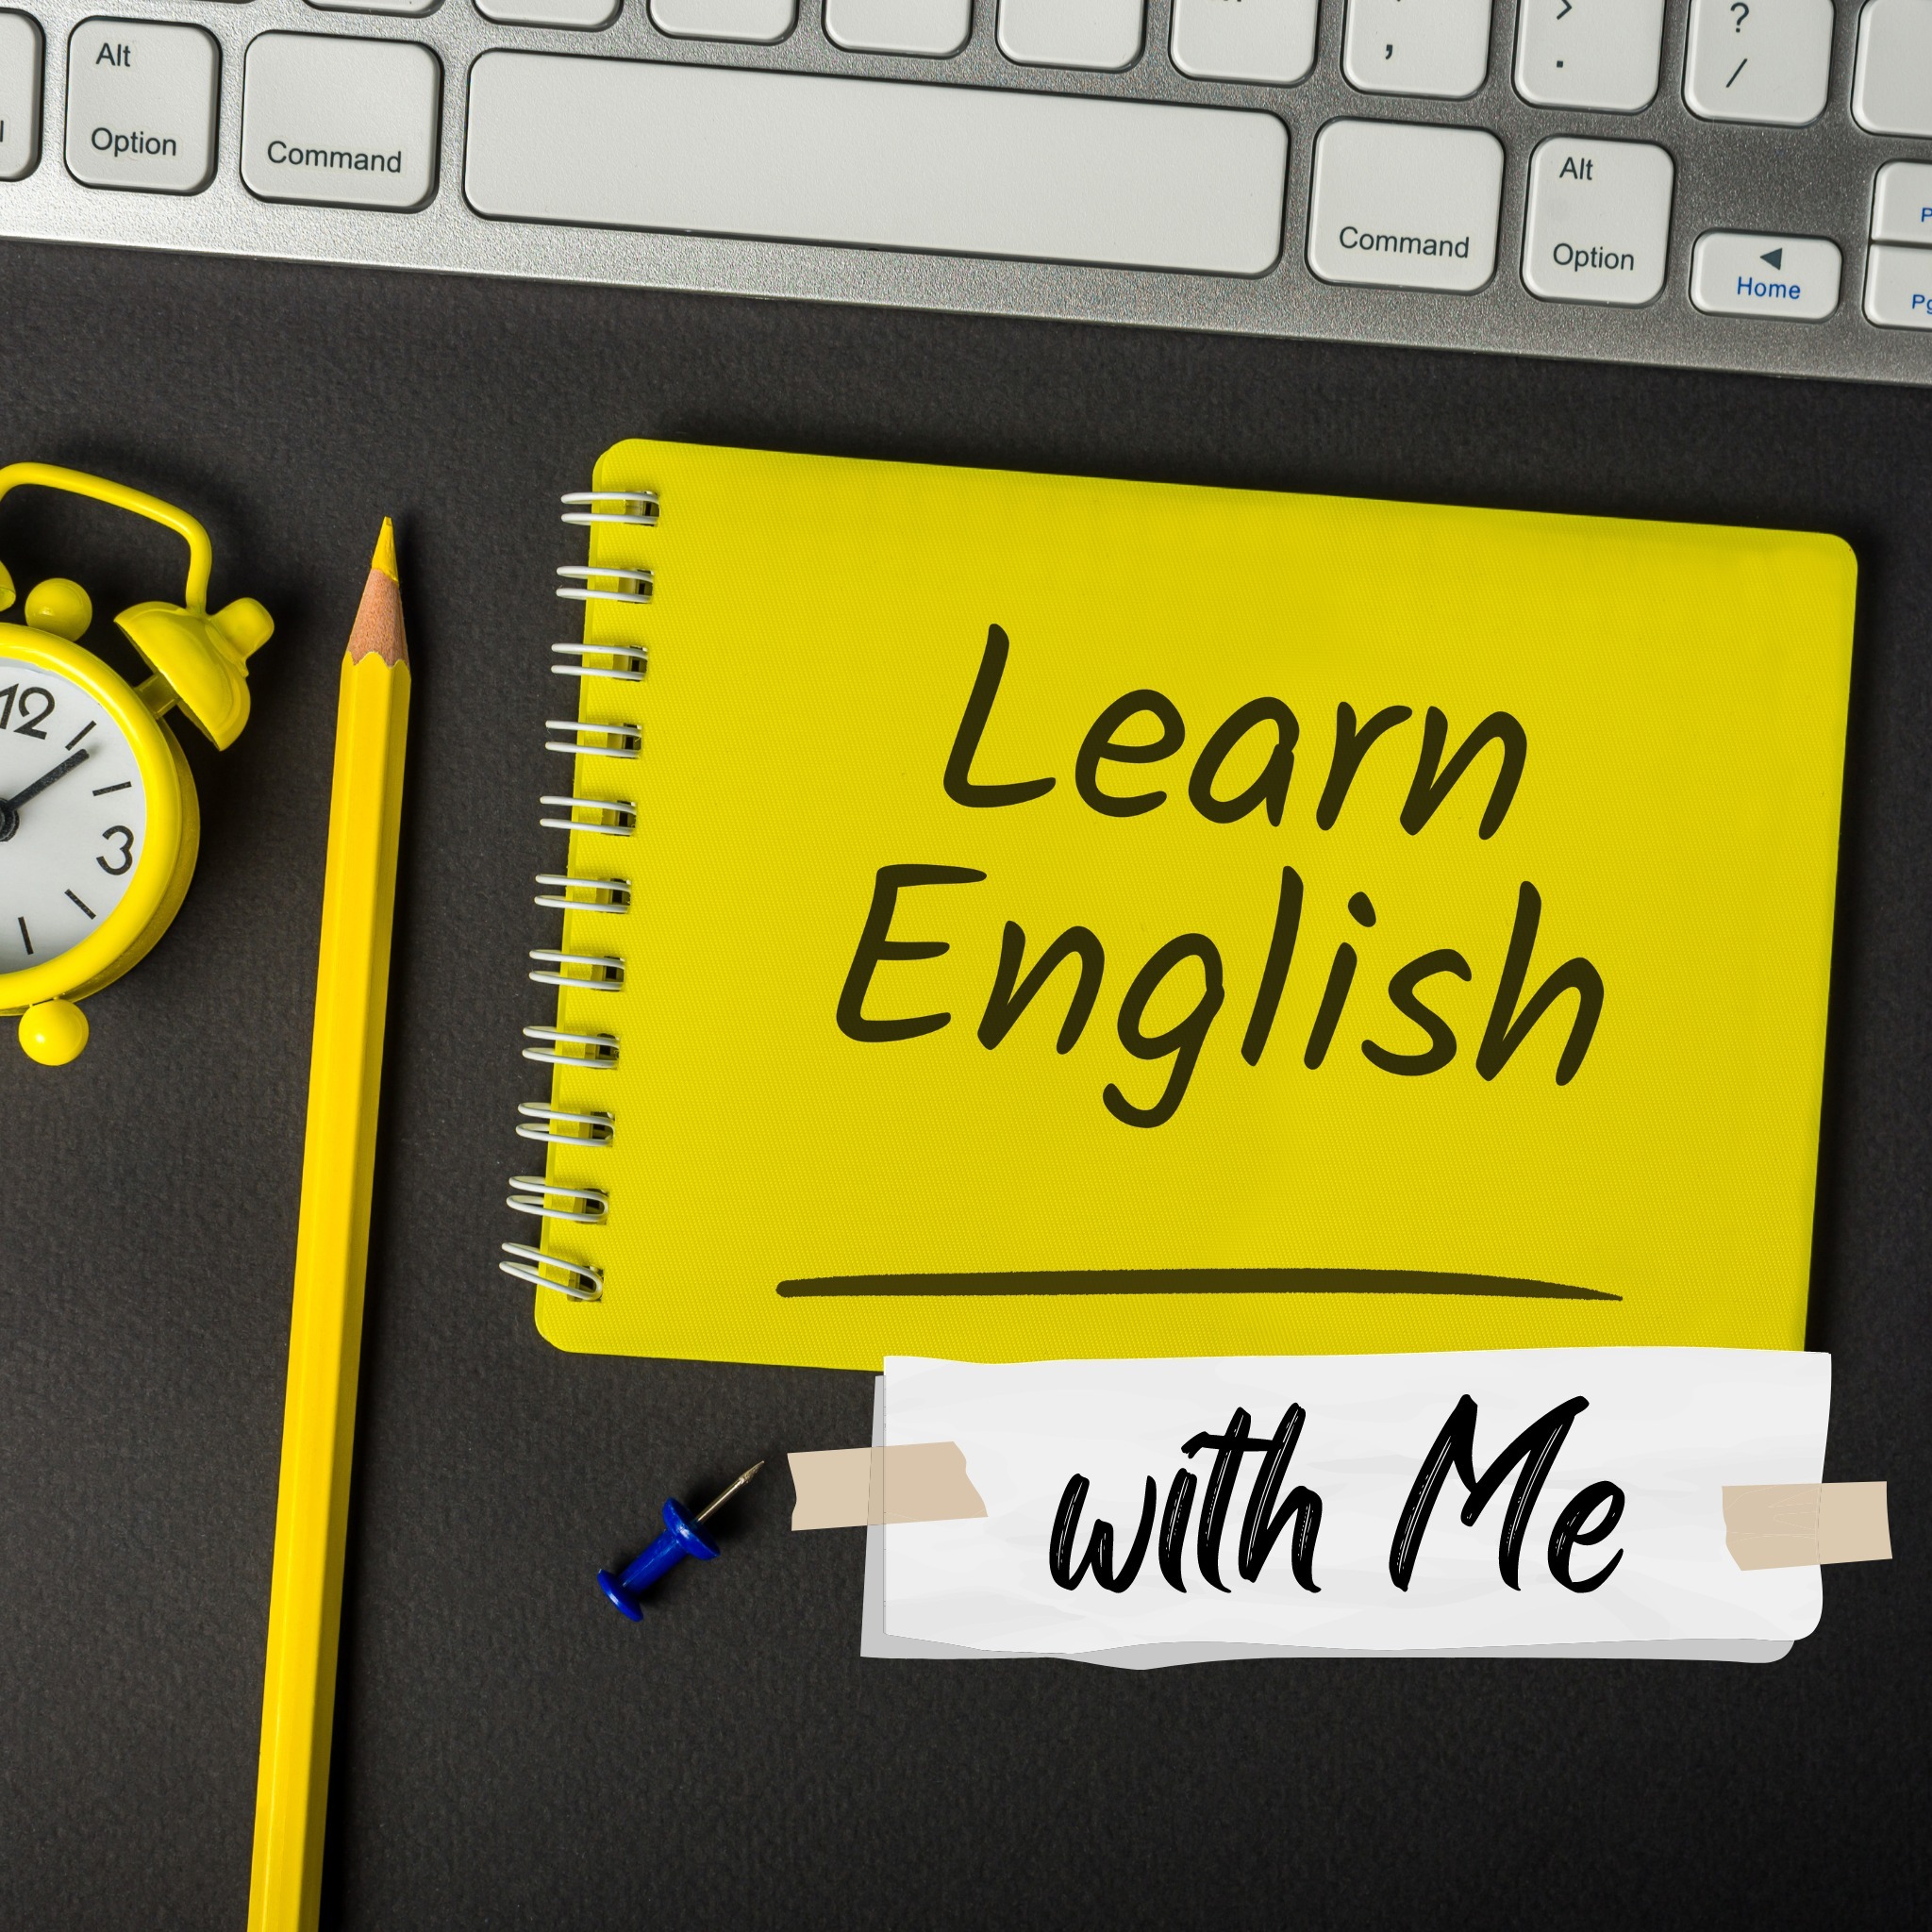 Alt
Option
Command
,
>
.
?
/
Command
Alt
Option
◀
Home
12
3
Learn
English
with Me